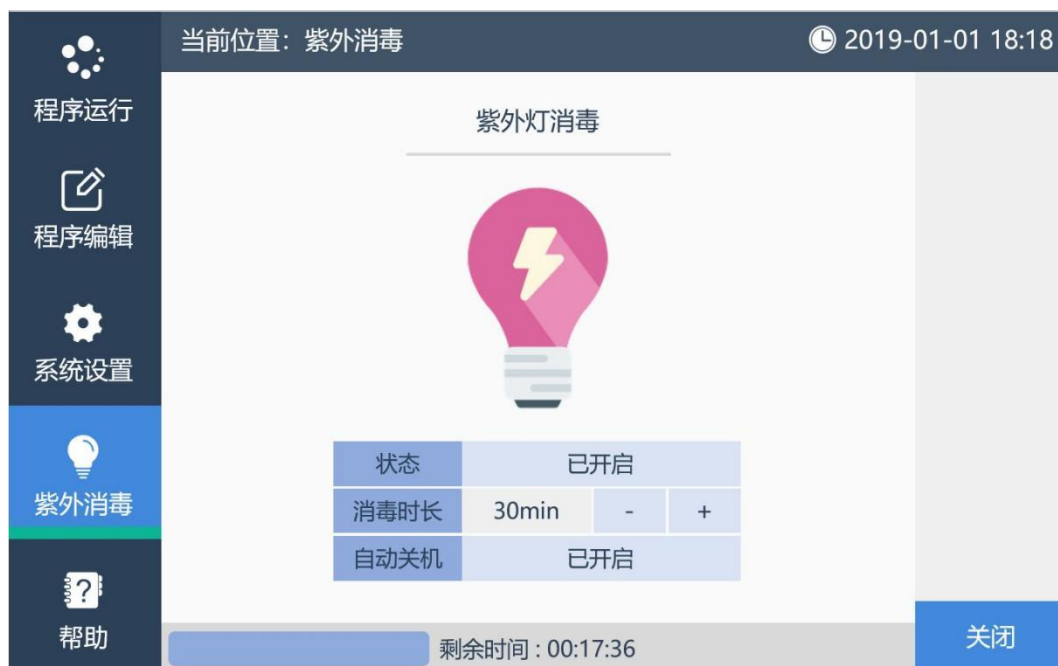 当前位置：紫外消毒
2019-01-01 18:18
程序运行
程序编辑
系统设置
紫外消毒
帮助
紫外灯消毒
状态 已开启
消毒时长 30min - +
自动关机 已开启
剩余时间 : 00:17:36
关闭